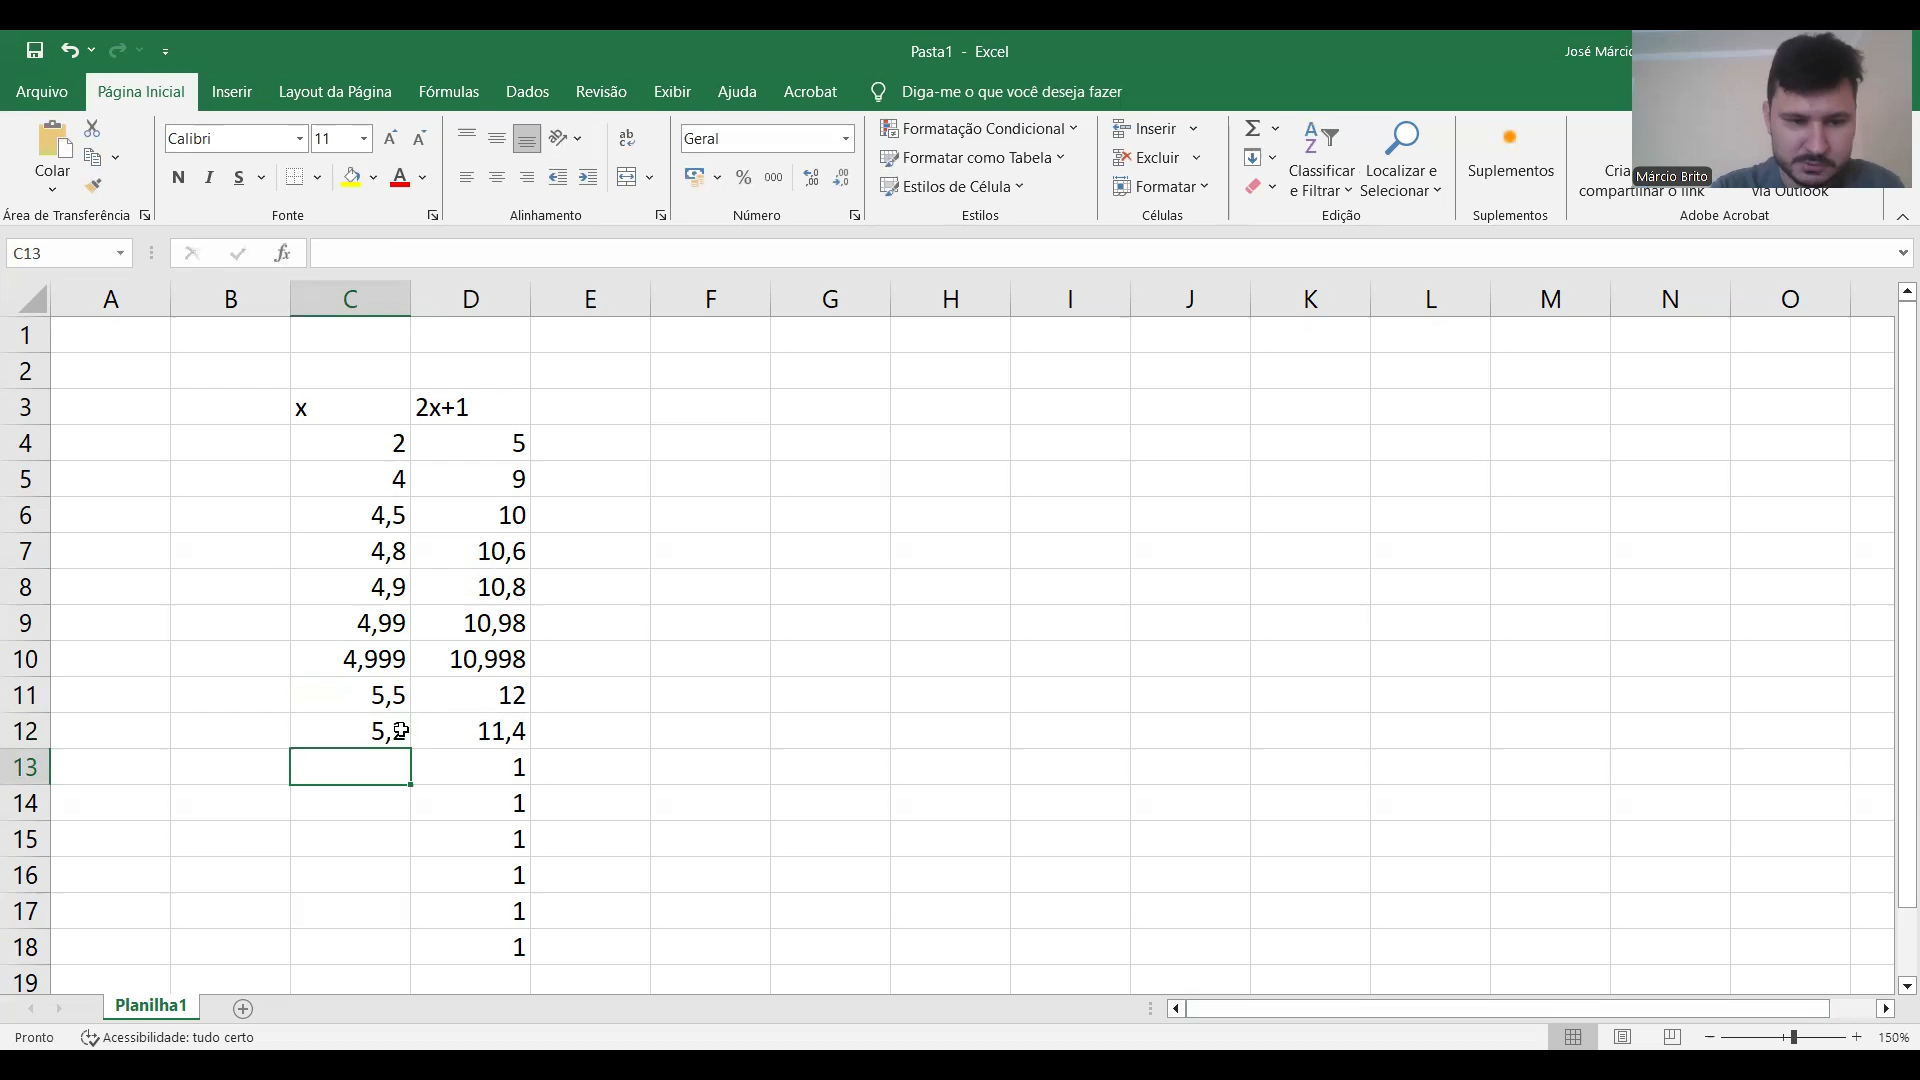 Pasta1 - Excel
José Márcio
Arquivo
Página Inicial
Inserir
Layout da Página
Fórmulas
Dados
Revisão
Exibir
Ajuda
Acrobat
Diga-me o que você deseja fazer
Colar
Área de Transferência
Calibri
11
N I S
A A
Fonte
ab
Alinhamento
Geral
% 000
,0 ,00
Número
Formatação Condicional
Formatar como Tabela
Estilos de Célula
Estilos
Inserir
Excluir
Formatar
Células
Σ
Classificar
e Filtrar
Localizar e
Selecionar
Edição
Suplementos
Suplementos
compartilhar o link
via Outlook
Adobe Acrobat
Márcio Brito
C13
fx
A B C D E F G H I J K L M N O
1
2
3 x 2x+1
4 2 5
5 4 9
6 4,5 10
7 4,8 10,6
8 4,9 10,8
9 4,99 10,98
10 4,999 10,998
11 5,5 12
12 5,2 11,4
13 1
14 1
15 1
16 1
17 1
18 1
19
Planilha1
Pronto
Acessibilidade: tudo certo
150%